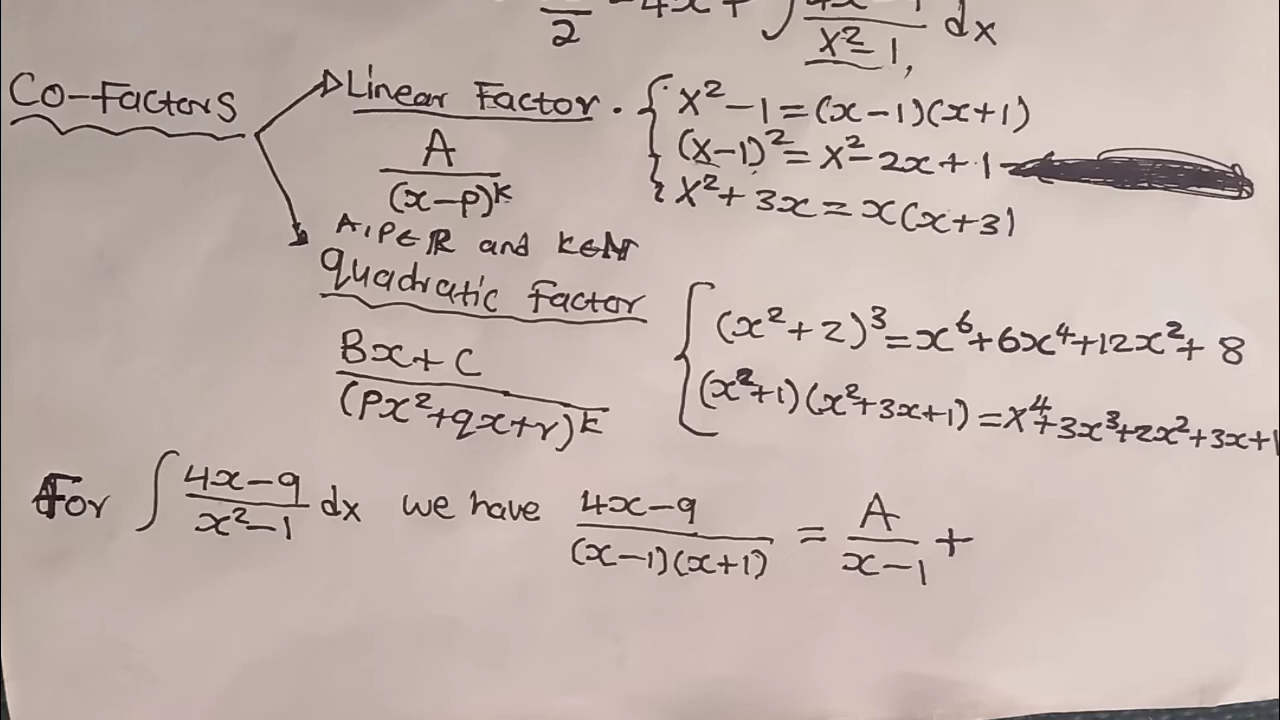 /2 - 4x + ∫ dx
x² - 1,
Co-Factors
Linear Factor.
A/(x-p)^k
A, P ∈ ℝ and K ∈ ℕ
{ x² - 1 = (x-1)(x+1)
(x-1)² = x² - 2x + 1
x² + 3x = x(x+3)
quadratic factor
Bx + C/(px² + qx + r)^k
{ (x² + 2)³ = x⁶ + 6x⁴ + 12x² + 8
(x² + 1)(x² + 3x + 1) = x⁴ + 3x³ + 2x² + 3x + 1
For ∫ 4x - 9/x² - 1 dx we have 4x - 9/(x-1)(x+1) = A/x - 1 +